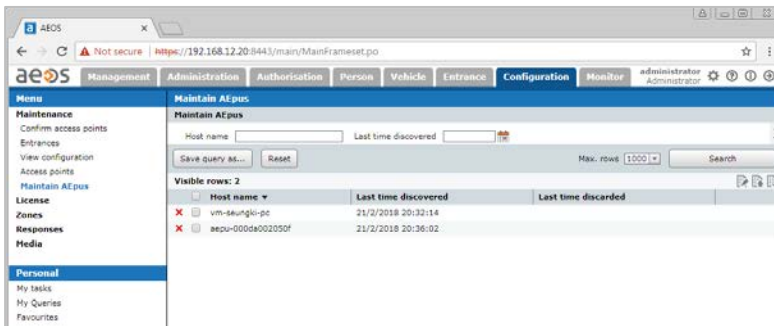 AEOS
Not secure https://192.168.12.20:8443/main/MainFrameset.po
aeos Management Administration Authorisation Person Vehicle Entrance Configuration Monitor administrator
Administrator
Menu
Maintenance
Confirm access points
Entrances
View configuration
Access points
Maintain AEpus
License
Zones
Responses
Media
Personal
My tasks
My Queries
Favourites
Maintain AEpus
Maintain AEpus
Host name Last time discovered
Save query as... Reset Max. rows 1000 Search
Visible rows: 2
Host name Last time discovered Last time discarded
vm-seungki-pc 21/2/2018 20:32:14
aepu-000da002050f 21/2/2018 20:36:02